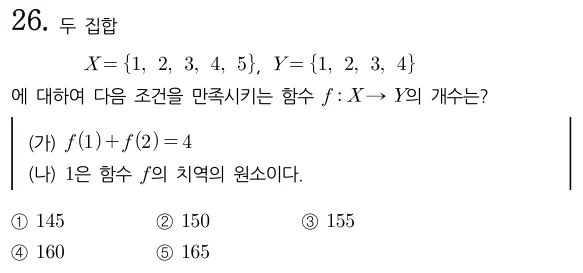 26. 두 집합
X = {1, 2, 3, 4, 5}, Y = {1, 2, 3, 4}
에 대하여 다음 조건을 만족시키는 함수 f : X → Y의 개수는?
(가) f(1) + f(2) = 4
(나) 1은 함수 f의 치역의 원소이다.
① 145 ② 150 ③ 155
④ 160 ⑤ 165